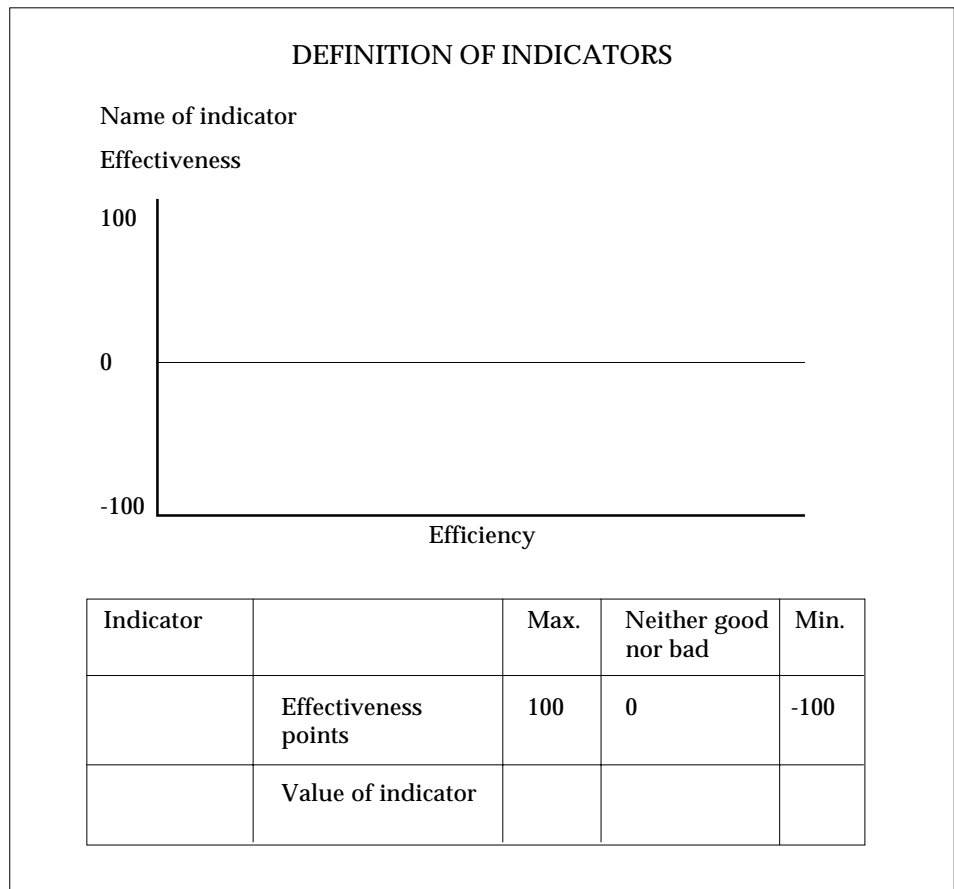 DEFINITION OF INDICATORS
Name of indicator
Effectiveness
100
0
-100
Efficiency
Indicator Max. Neither good Min.
nor bad
Effectiveness 100 0 -100
points
Value of indicator